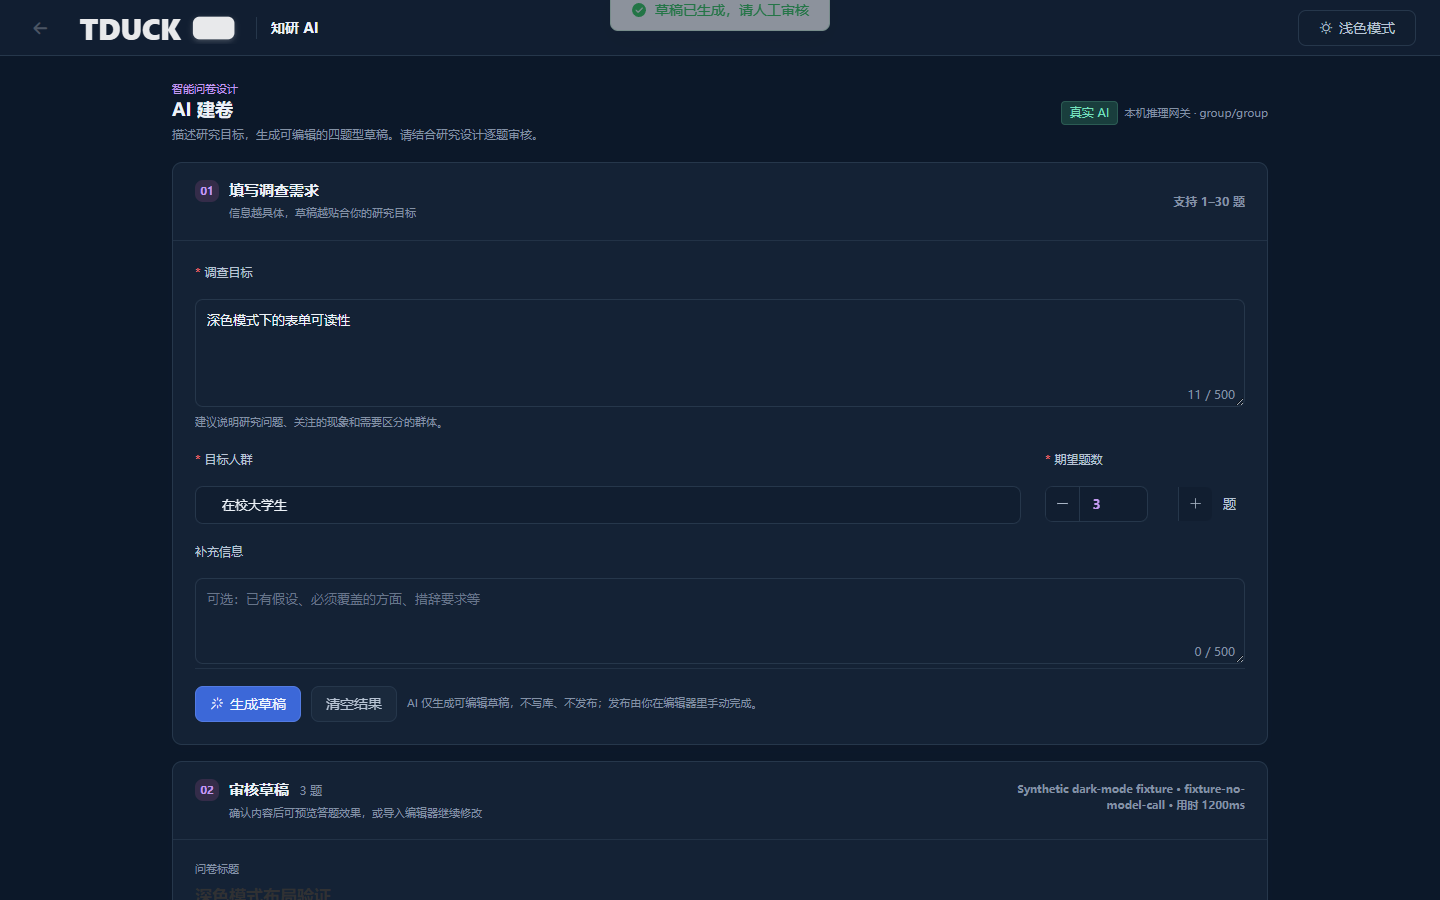 草稿已生成，请人工审核
TDUCK
知研 AI
浅色模式
智能问卷设计
AI 建卷
描述研究目标，生成可编辑的四题型草稿。请结合研究设计逐题审核。
真实 AI
本机推理网关 · group/group
01 填写调查需求
信息越具体，草稿越贴合你的研究目标
支持 1–30 题
* 调查目标
深色模式下的表单可读性
11 / 500
建议说明研究问题、关注的现象和需要区分的群体。
* 目标人群
* 期望题数
在校大学生
3
题
补充信息
可选：已有假设、必须覆盖的方面、措辞要求等
0 / 500
生成草稿
清空结果
AI 仅生成可编辑草稿，不写库、不发布；发布由你在编辑器里手动完成。
02 审核草稿 3 题
确认内容后可预览答题效果，或导入编辑器继续修改
Synthetic dark-mode fixture • fixture-no-
model-call • 用时 1200ms
问卷标题
深色模式布局验证